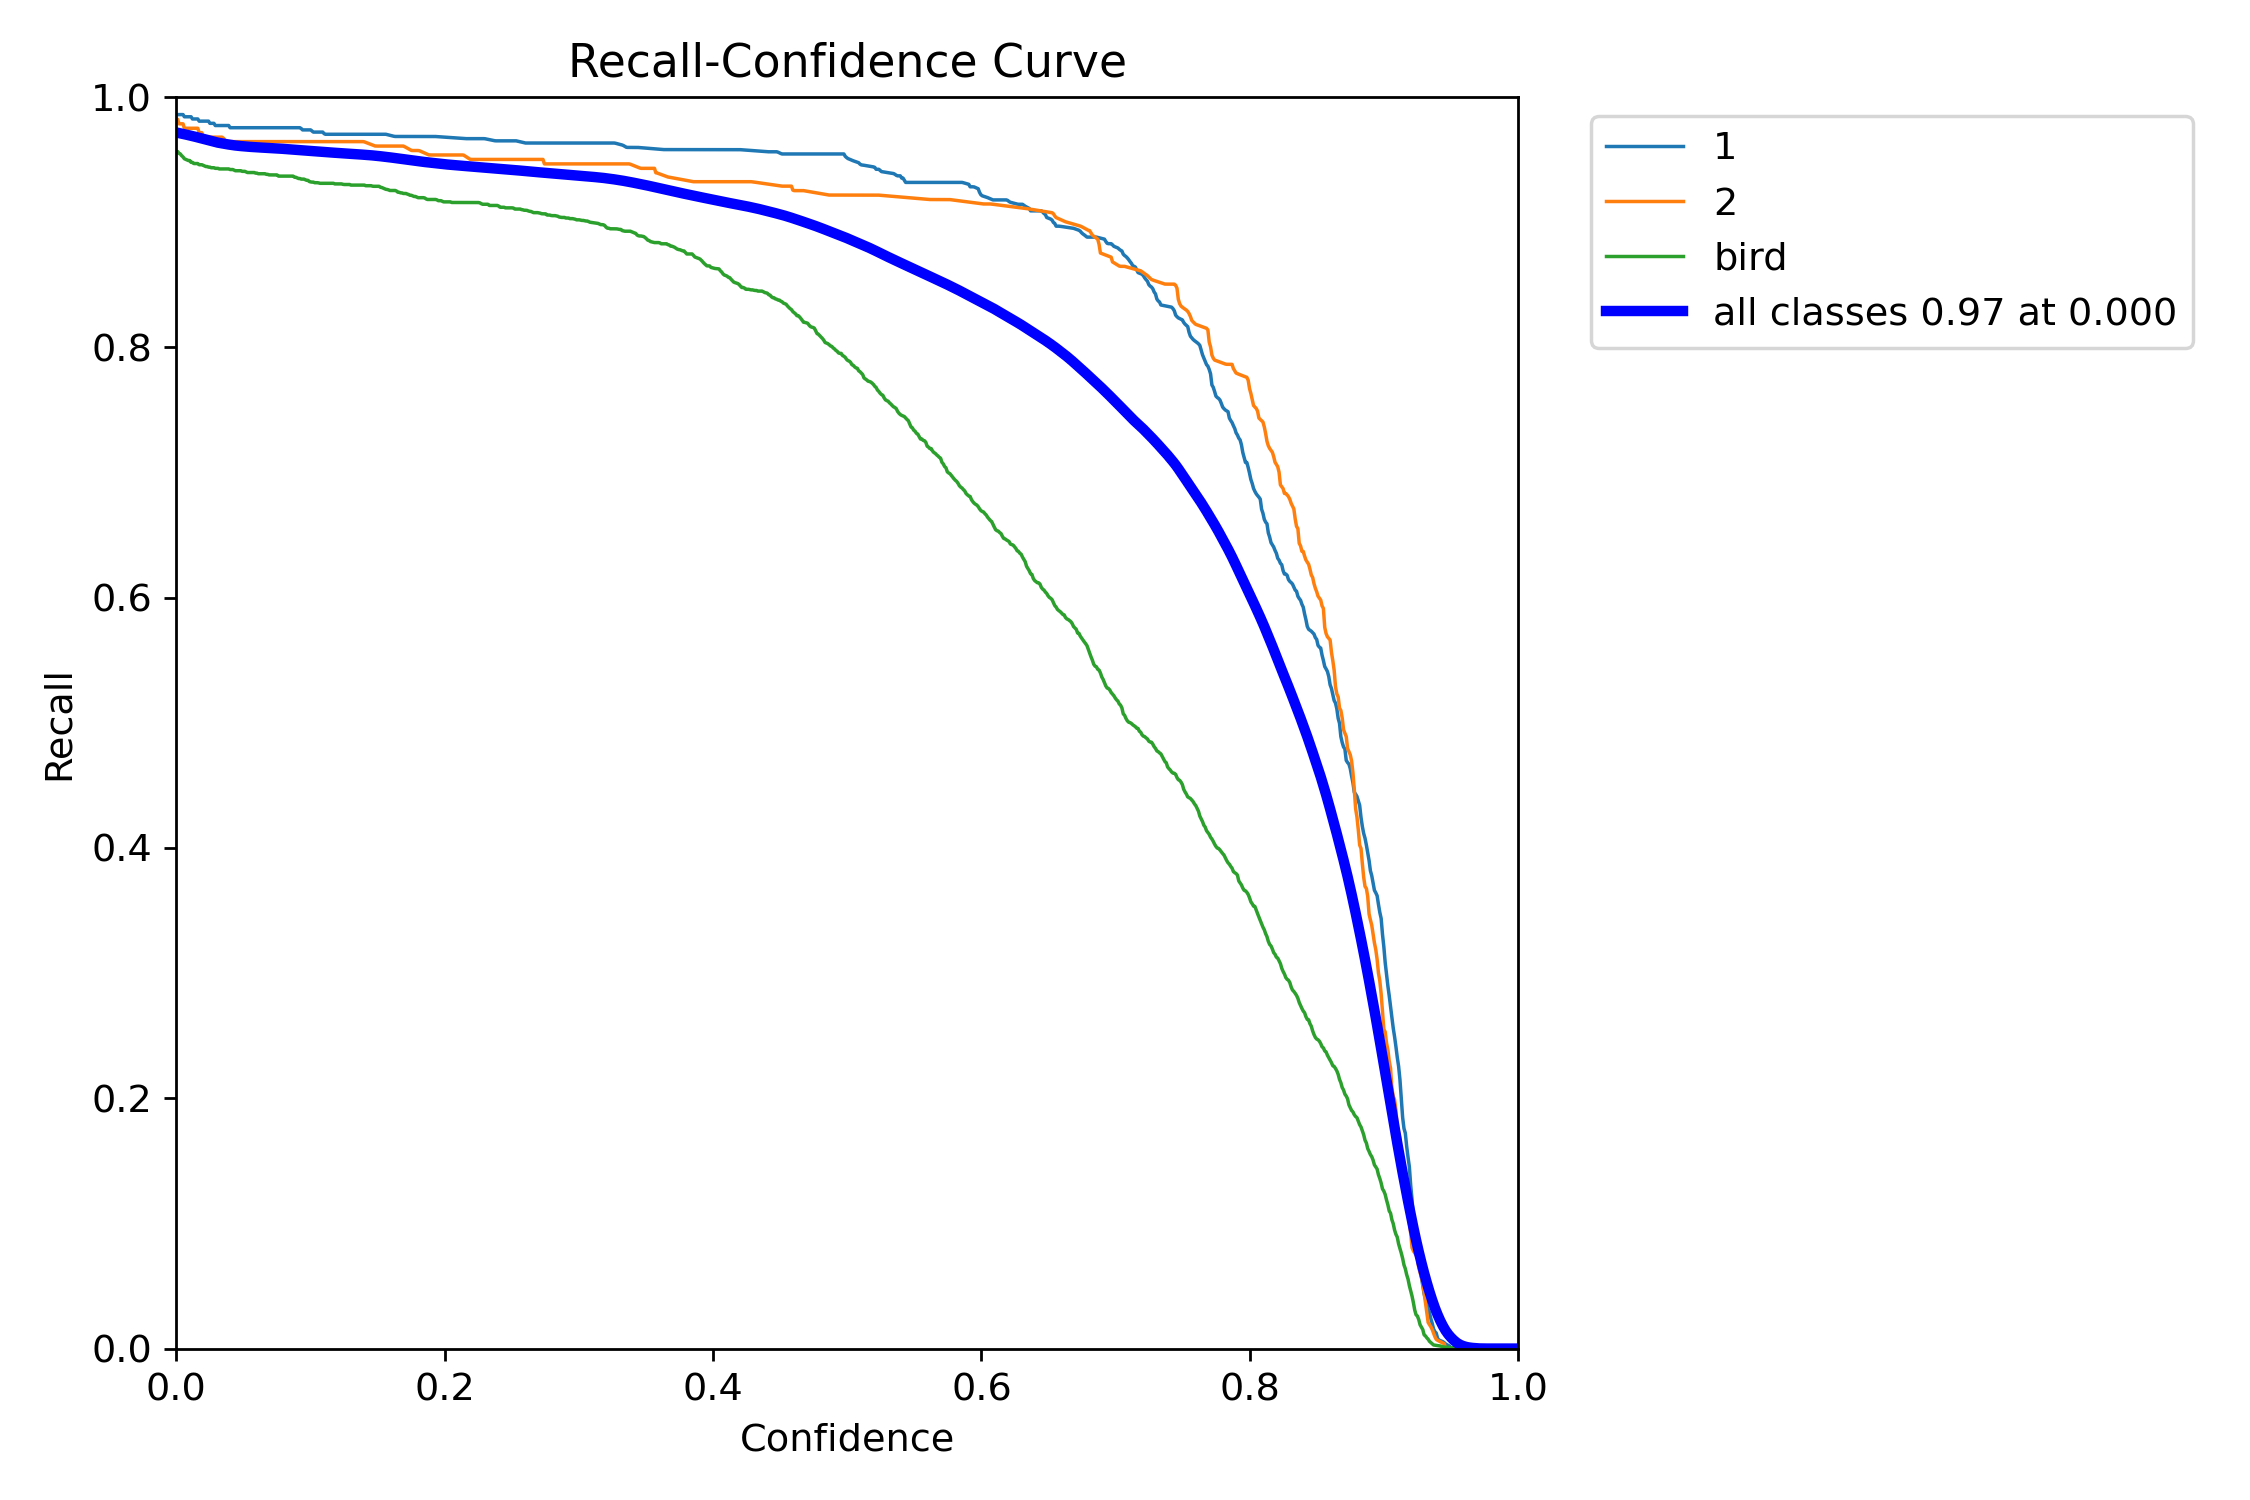 Recall-Confidence Curve
1.0
0.8
0.6
0.4
0.2
0.0
Recall
0.0 0.2 0.4 0.6 0.8 1.0
Confidence
1
2
bird
all classes 0.97 at 0.000